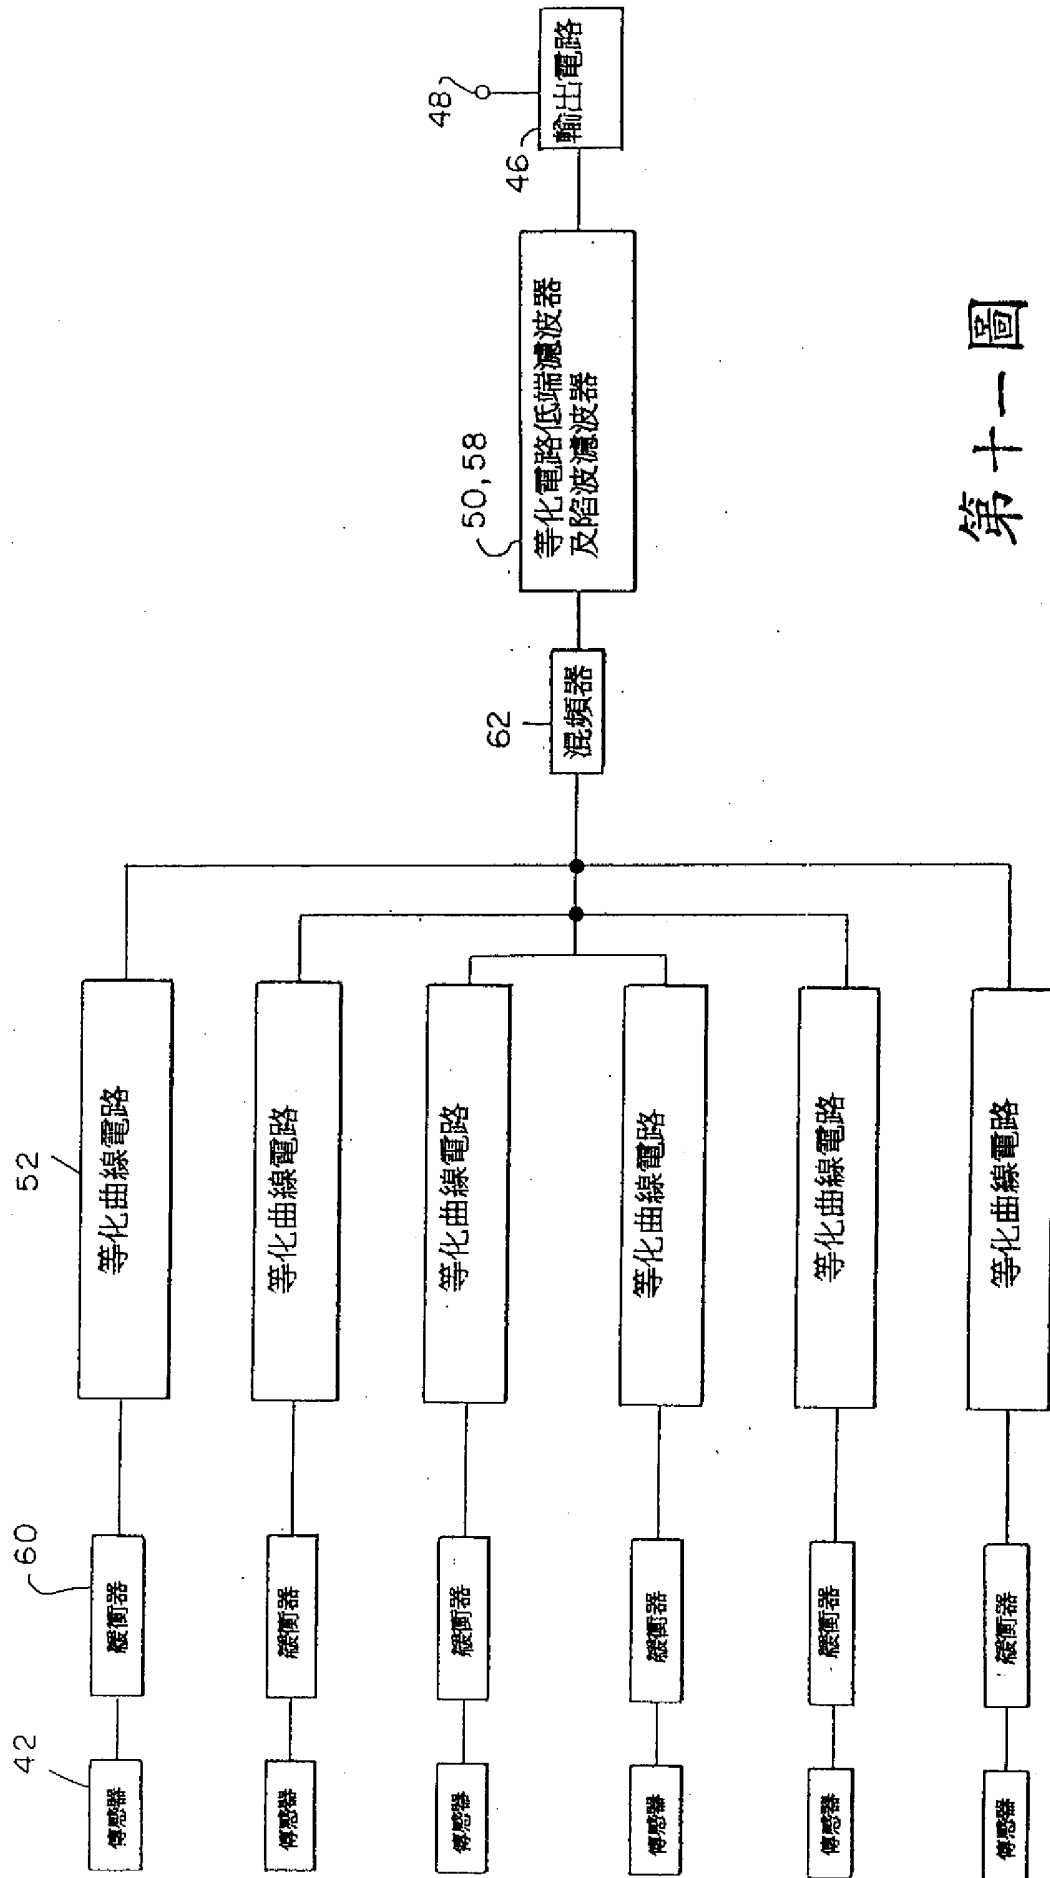 42
60
52
傳感器
緩衝器
等化曲線電路
傳感器
緩衝器
等化曲線電路
傳感器
緩衝器
等化曲線電路
傳感器
緩衝器
等化曲線電路
傳感器
緩衝器
等化曲線電路
傳感器
緩衝器
等化曲線電路
62
混頻器
50,58
等化電路低端濾波器
及陷波濾波器
46
48
輸出電路
第十一圖